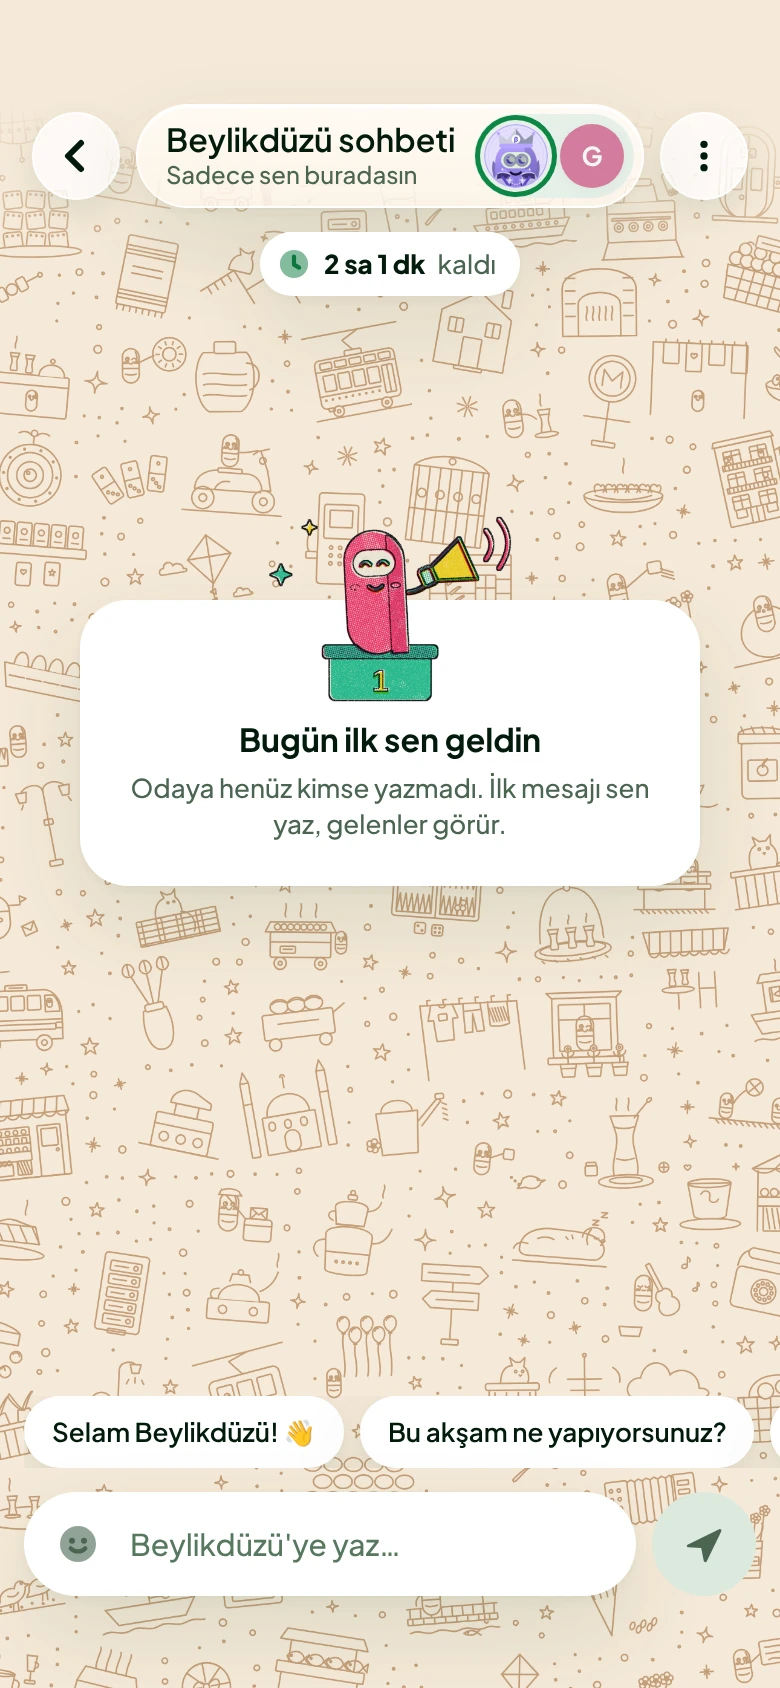 Beylikdüzü sohbeti
Sadece sen buradasın
G
2 sa 1 dk kaldı
M
1
Bugün ilk sen geldin
Odaya henüz kimse yazmadı. İlk mesajı sen
yaz, gelenler görür.
z z
Selam Beylikdüzü! 👋
Bu akşam ne yapıyorsunuz?
Beylikdüzü'ye yaz...